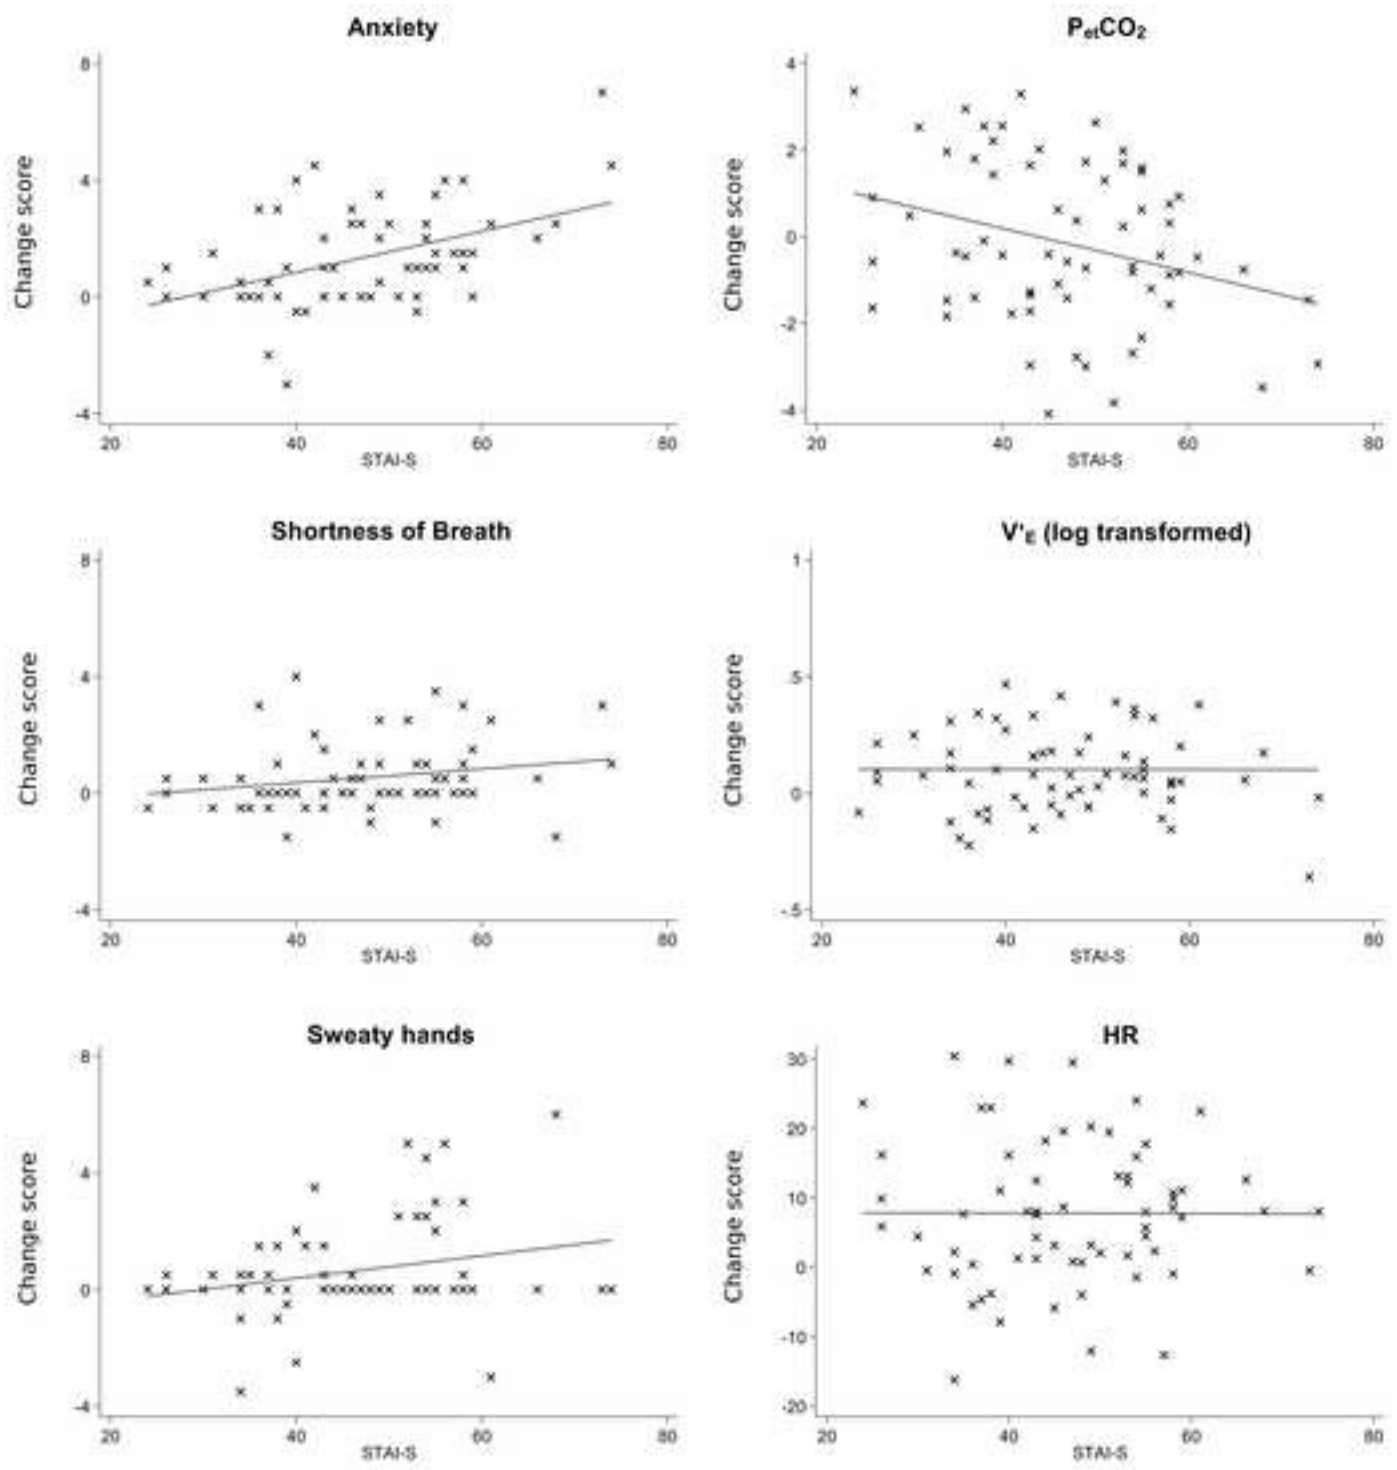 Anxiety
8
4
0
-4
Change score
20 40 60 80
STAI-S
PetCO2
4
2
0
-2
-4
Change score
20 40 60 80
STAI-S
Shortness of Breath
8
4
0
-4
Change score
20 40 60 80
STAI-S
V'E (log transformed)
1
.5
0
-.5
Change score
20 40 60 80
STAI-S
Sweaty hands
8
4
0
-4
Change score
20 40 60 80
STAI-S
HR
30
20
10
0
-10
-20
Change score
20 40 60 80
STAI-S